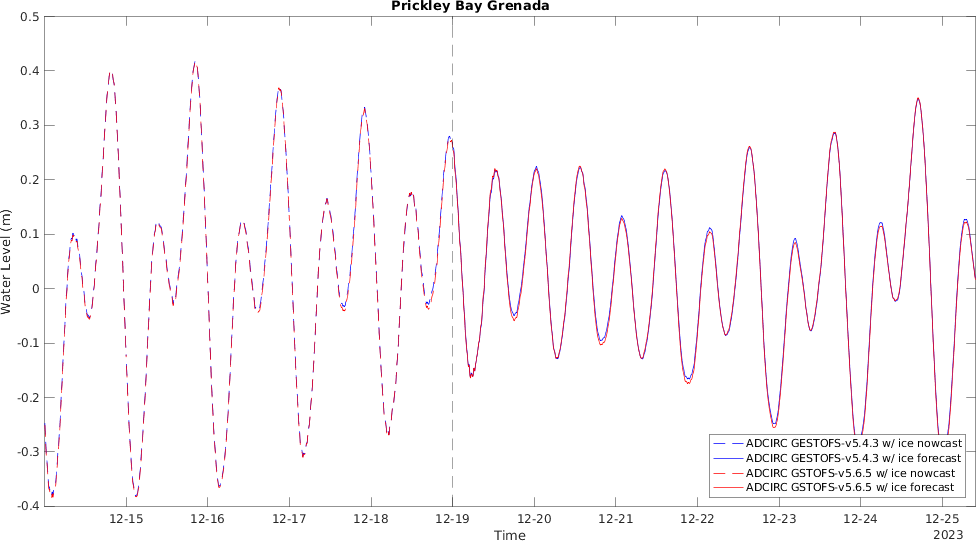 Prickley Bay Grenada
0.5
0.4
0.3
0.2
0.1
0
-0.1
-0.2
-0.3
-0.4
Water Level (m)
12-15 12-16 12-17 12-18 12-19 12-20 12-21 12-22 12-23 12-24 12-25
Time
2023
ADCIRC GESTOFS-v5.4.3 w/ ice nowcast
ADCIRC GESTOFS-v5.4.3 w/ ice forecast
ADCIRC GSTOFS-v5.6.5 w/ ice nowcast
ADCIRC GSTOFS-v5.6.5 w/ ice forecast